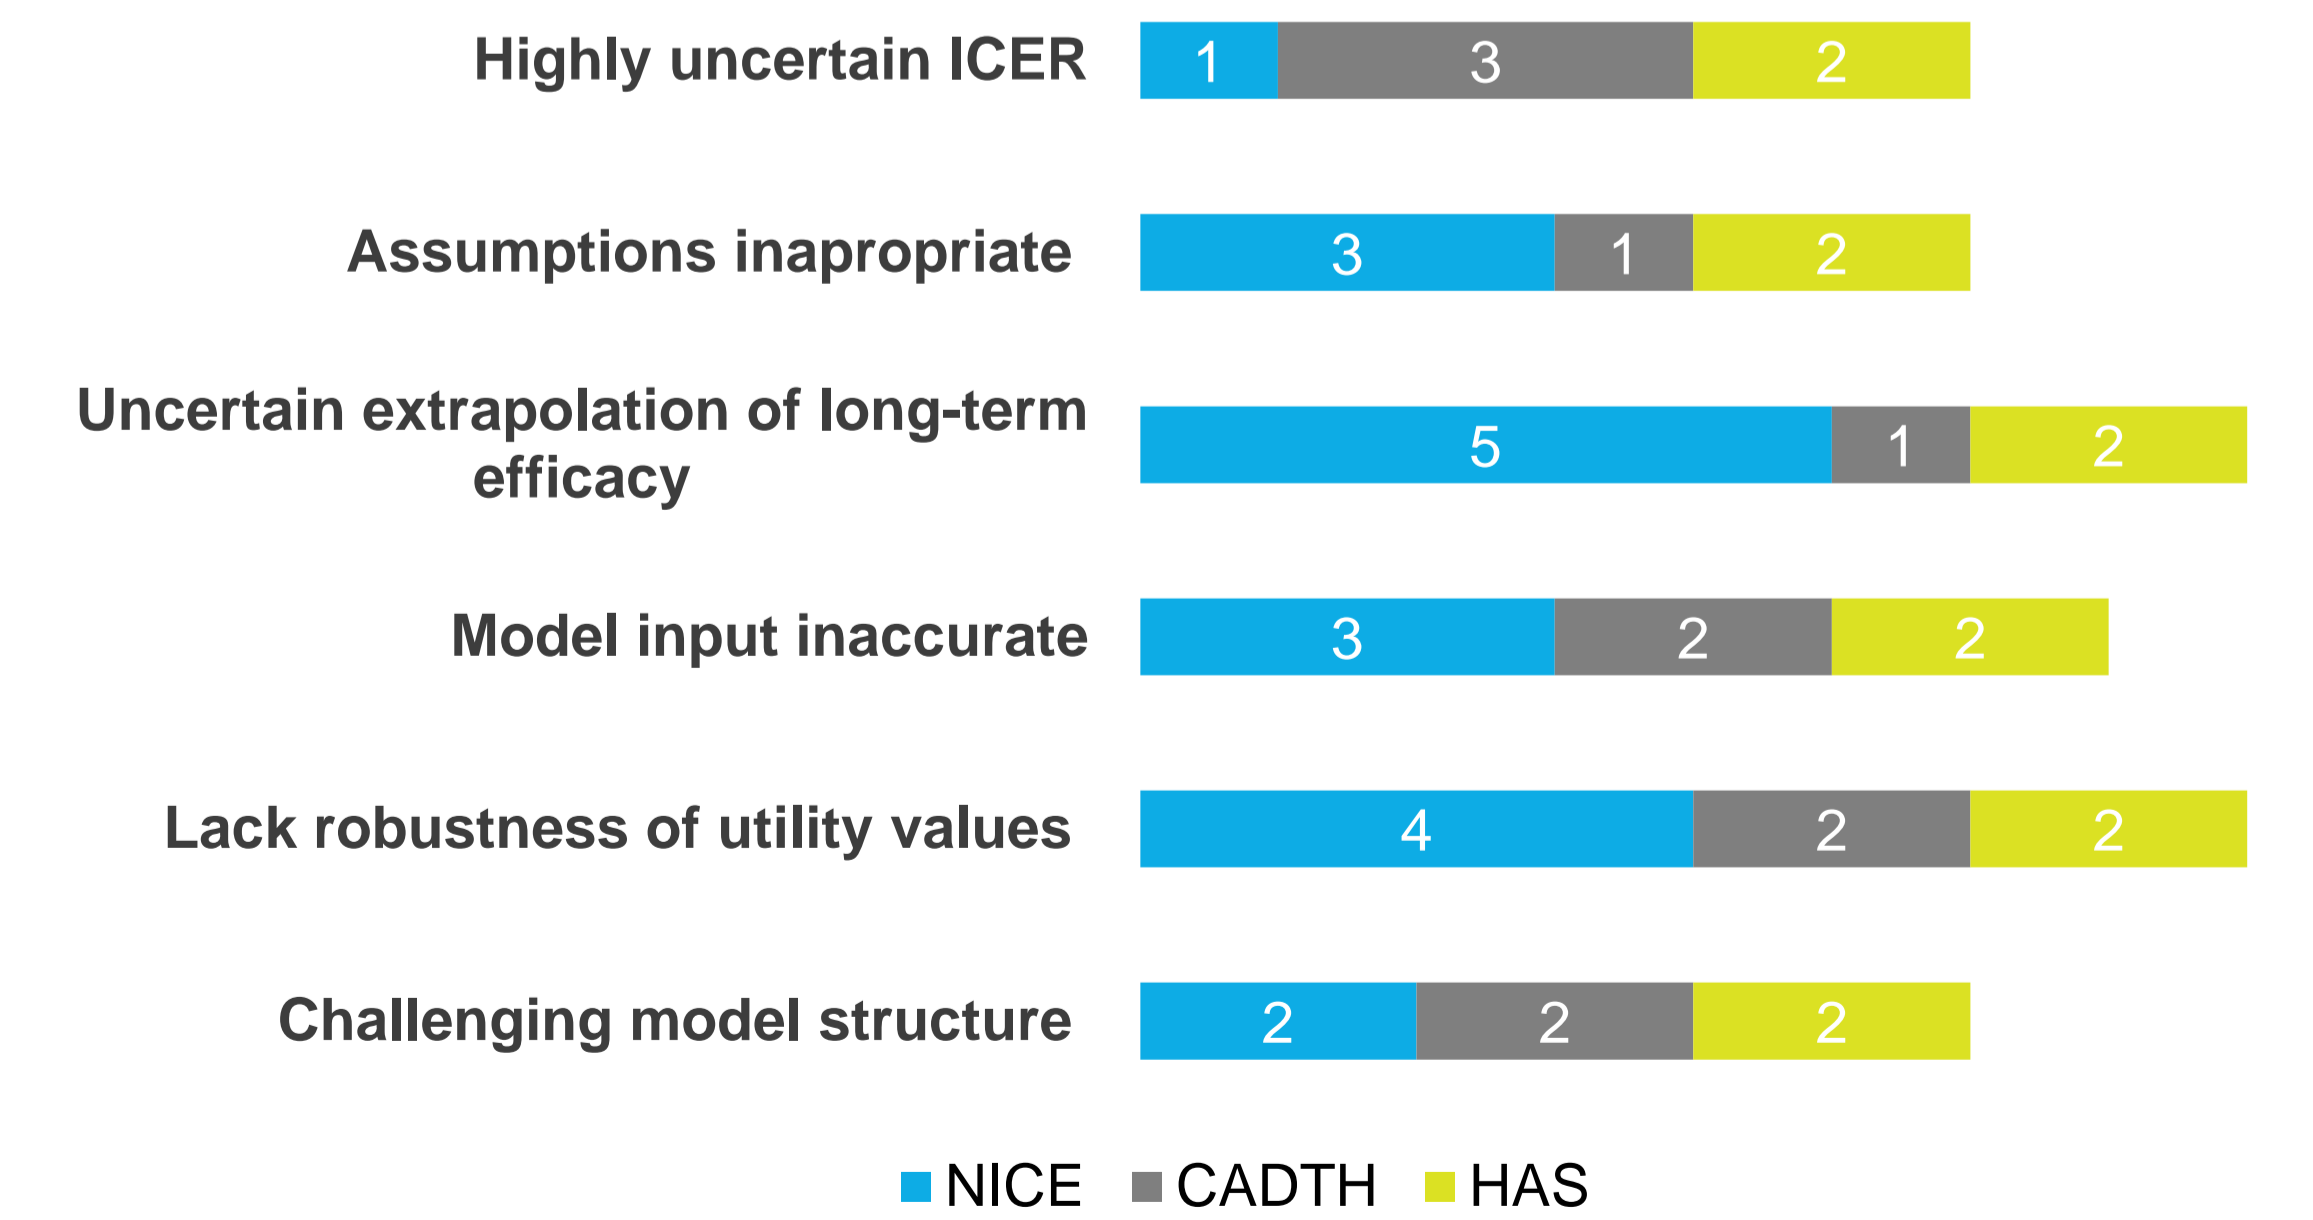 Highly uncertain ICER 1 3 2
Assumptions inapropriate 3 1 2
Uncertain extrapolation of long-term
efficacy 5 1 2
Model input inaccurate 3 2 2
Lack robustness of utility values 4 2 2
Challenging model structure 2 2 2
NICE CADTH HAS